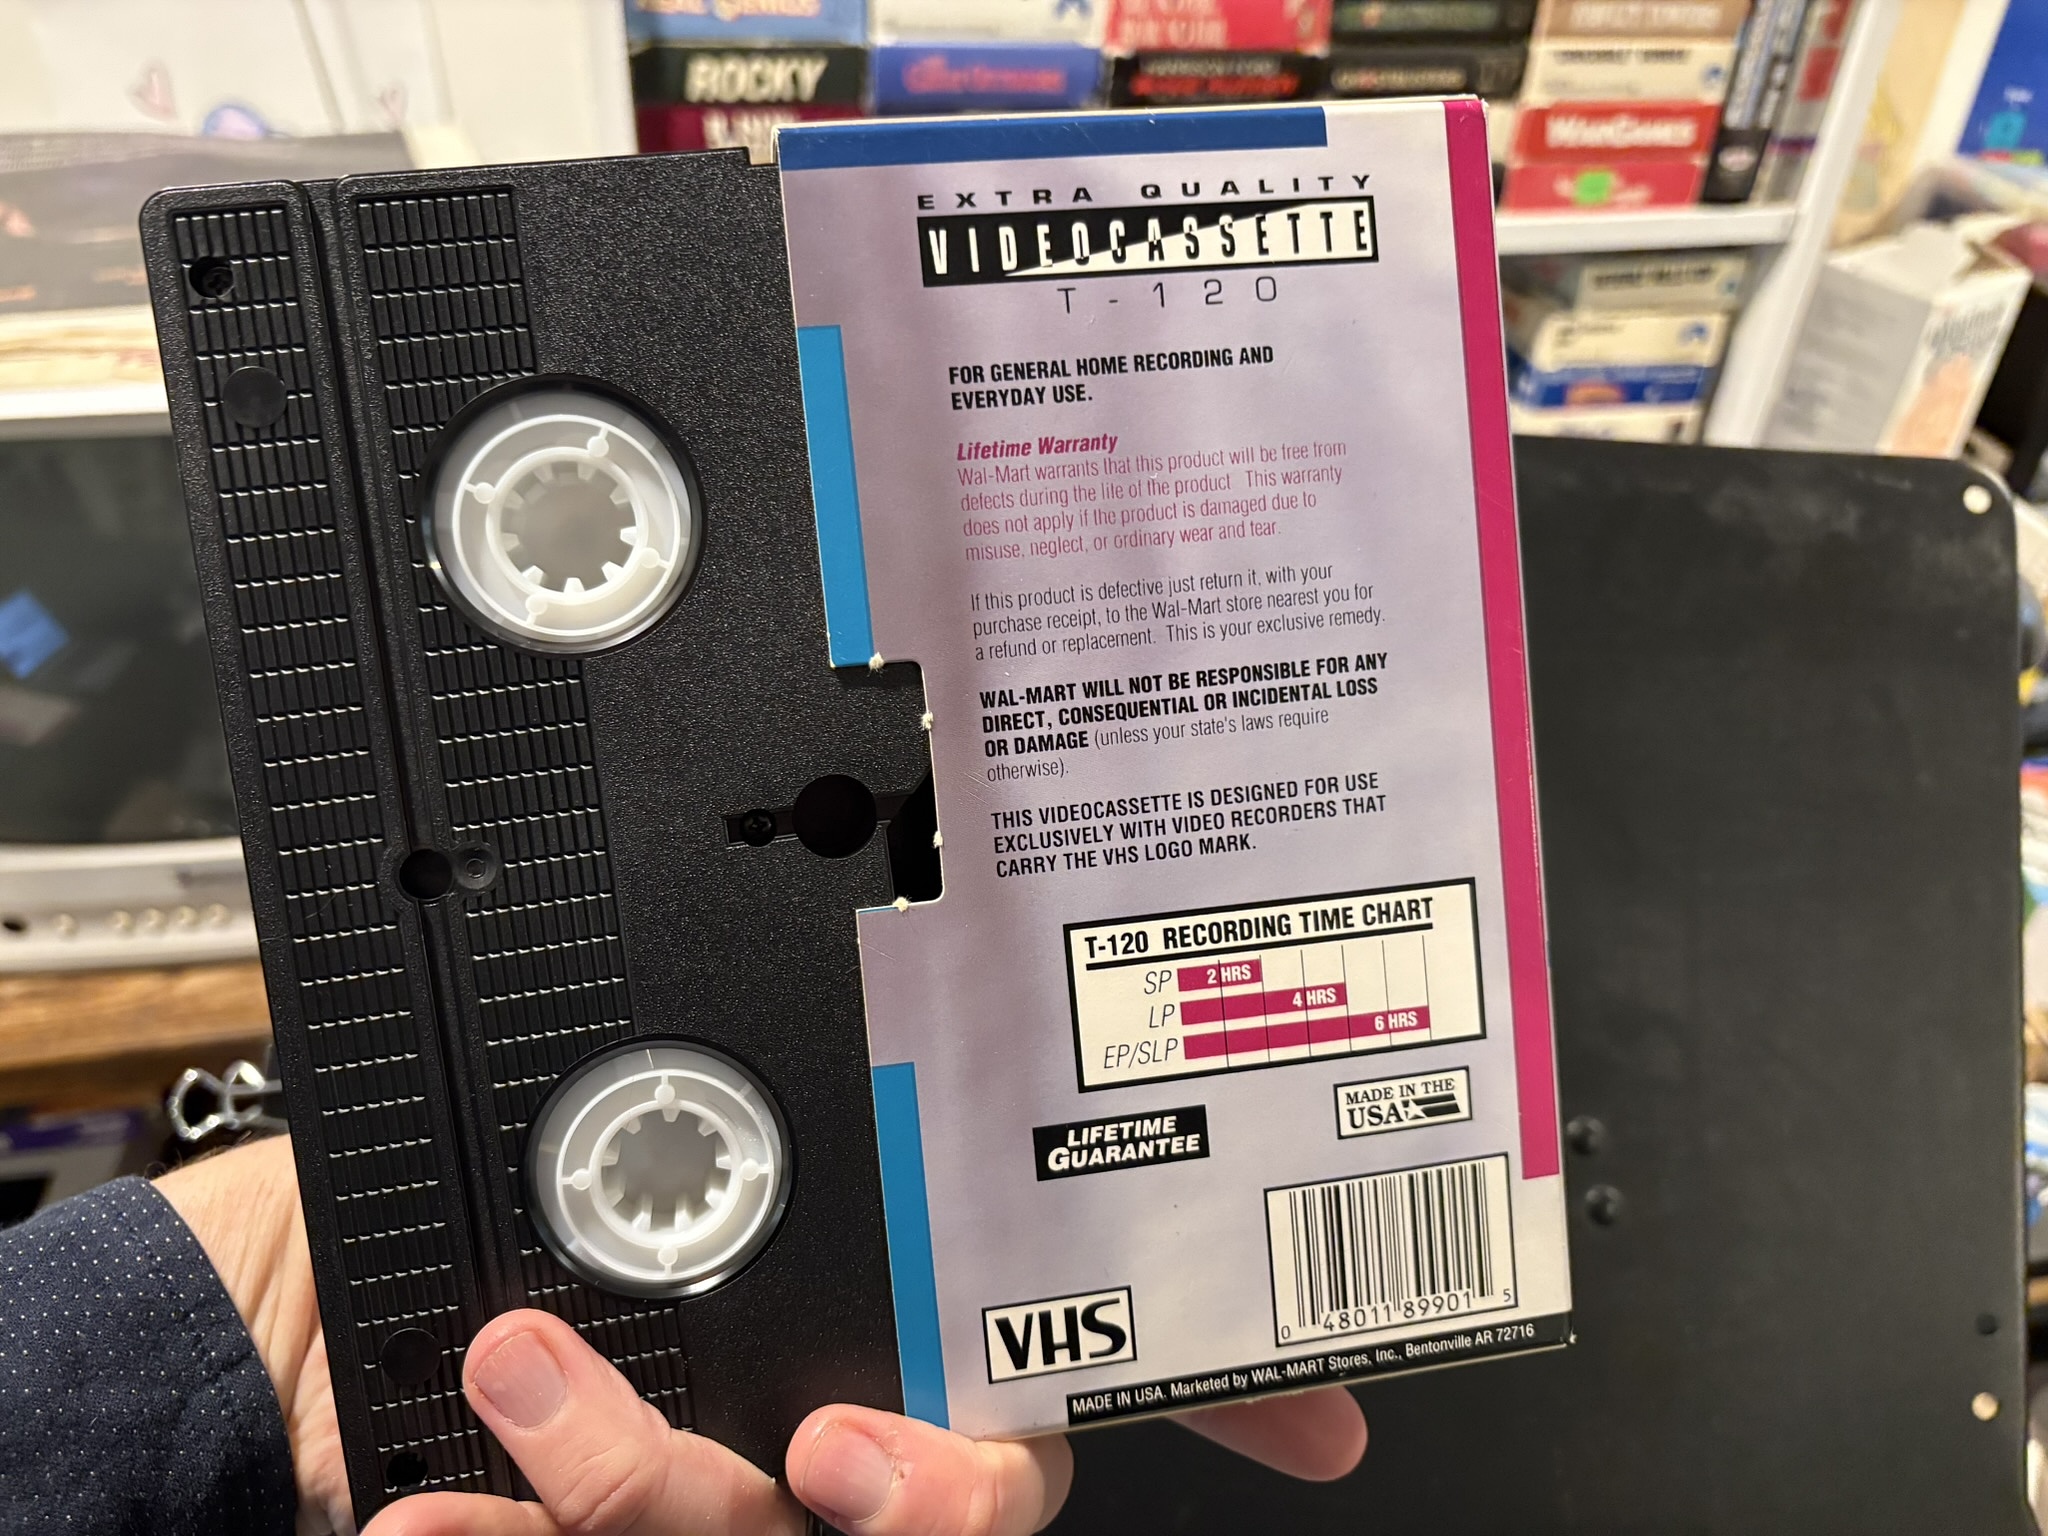 ROCKY
WARGAMES
EXTRA QUALITY
VIDEOCASSETTE
T-120
FOR GENERAL HOME RECORDING AND
EVERYDAY USE.
Lifetime Warranty
Wal-Mart warrants that this product will be free from
defects during the life of the product This warranty
does not apply if the product is damaged due to
misuse, neglect, or ordinary wear and tear.
If this product is defective just return it, with your
purchase receipt, to the Wal-Mart store nearest you for
a refund or replacement. This is your exclusive remedy.
WAL-MART WILL NOT BE RESPONSIBLE FOR ANY
DIRECT, CONSEQUENTIAL OR INCIDENTAL LOSS
OR DAMAGE (unless your state's laws require
otherwise).
THIS VIDEOCASSETTE IS DESIGNED FOR USE
EXCLUSIVELY WITH VIDEO RECORDERS THAT
CARRY THE VHS LOGO MARK.
T-120 RECORDING TIME CHART
SP 2 HRS
LP 4 HRS
EP/SLP 6 HRS
MADE IN THE
USA
LIFETIME
GUARANTEE
VHS
0 48011 89901 5
MADE IN USA. Marketed by WAL-MART Stores, Inc., Bentonville AR 72716